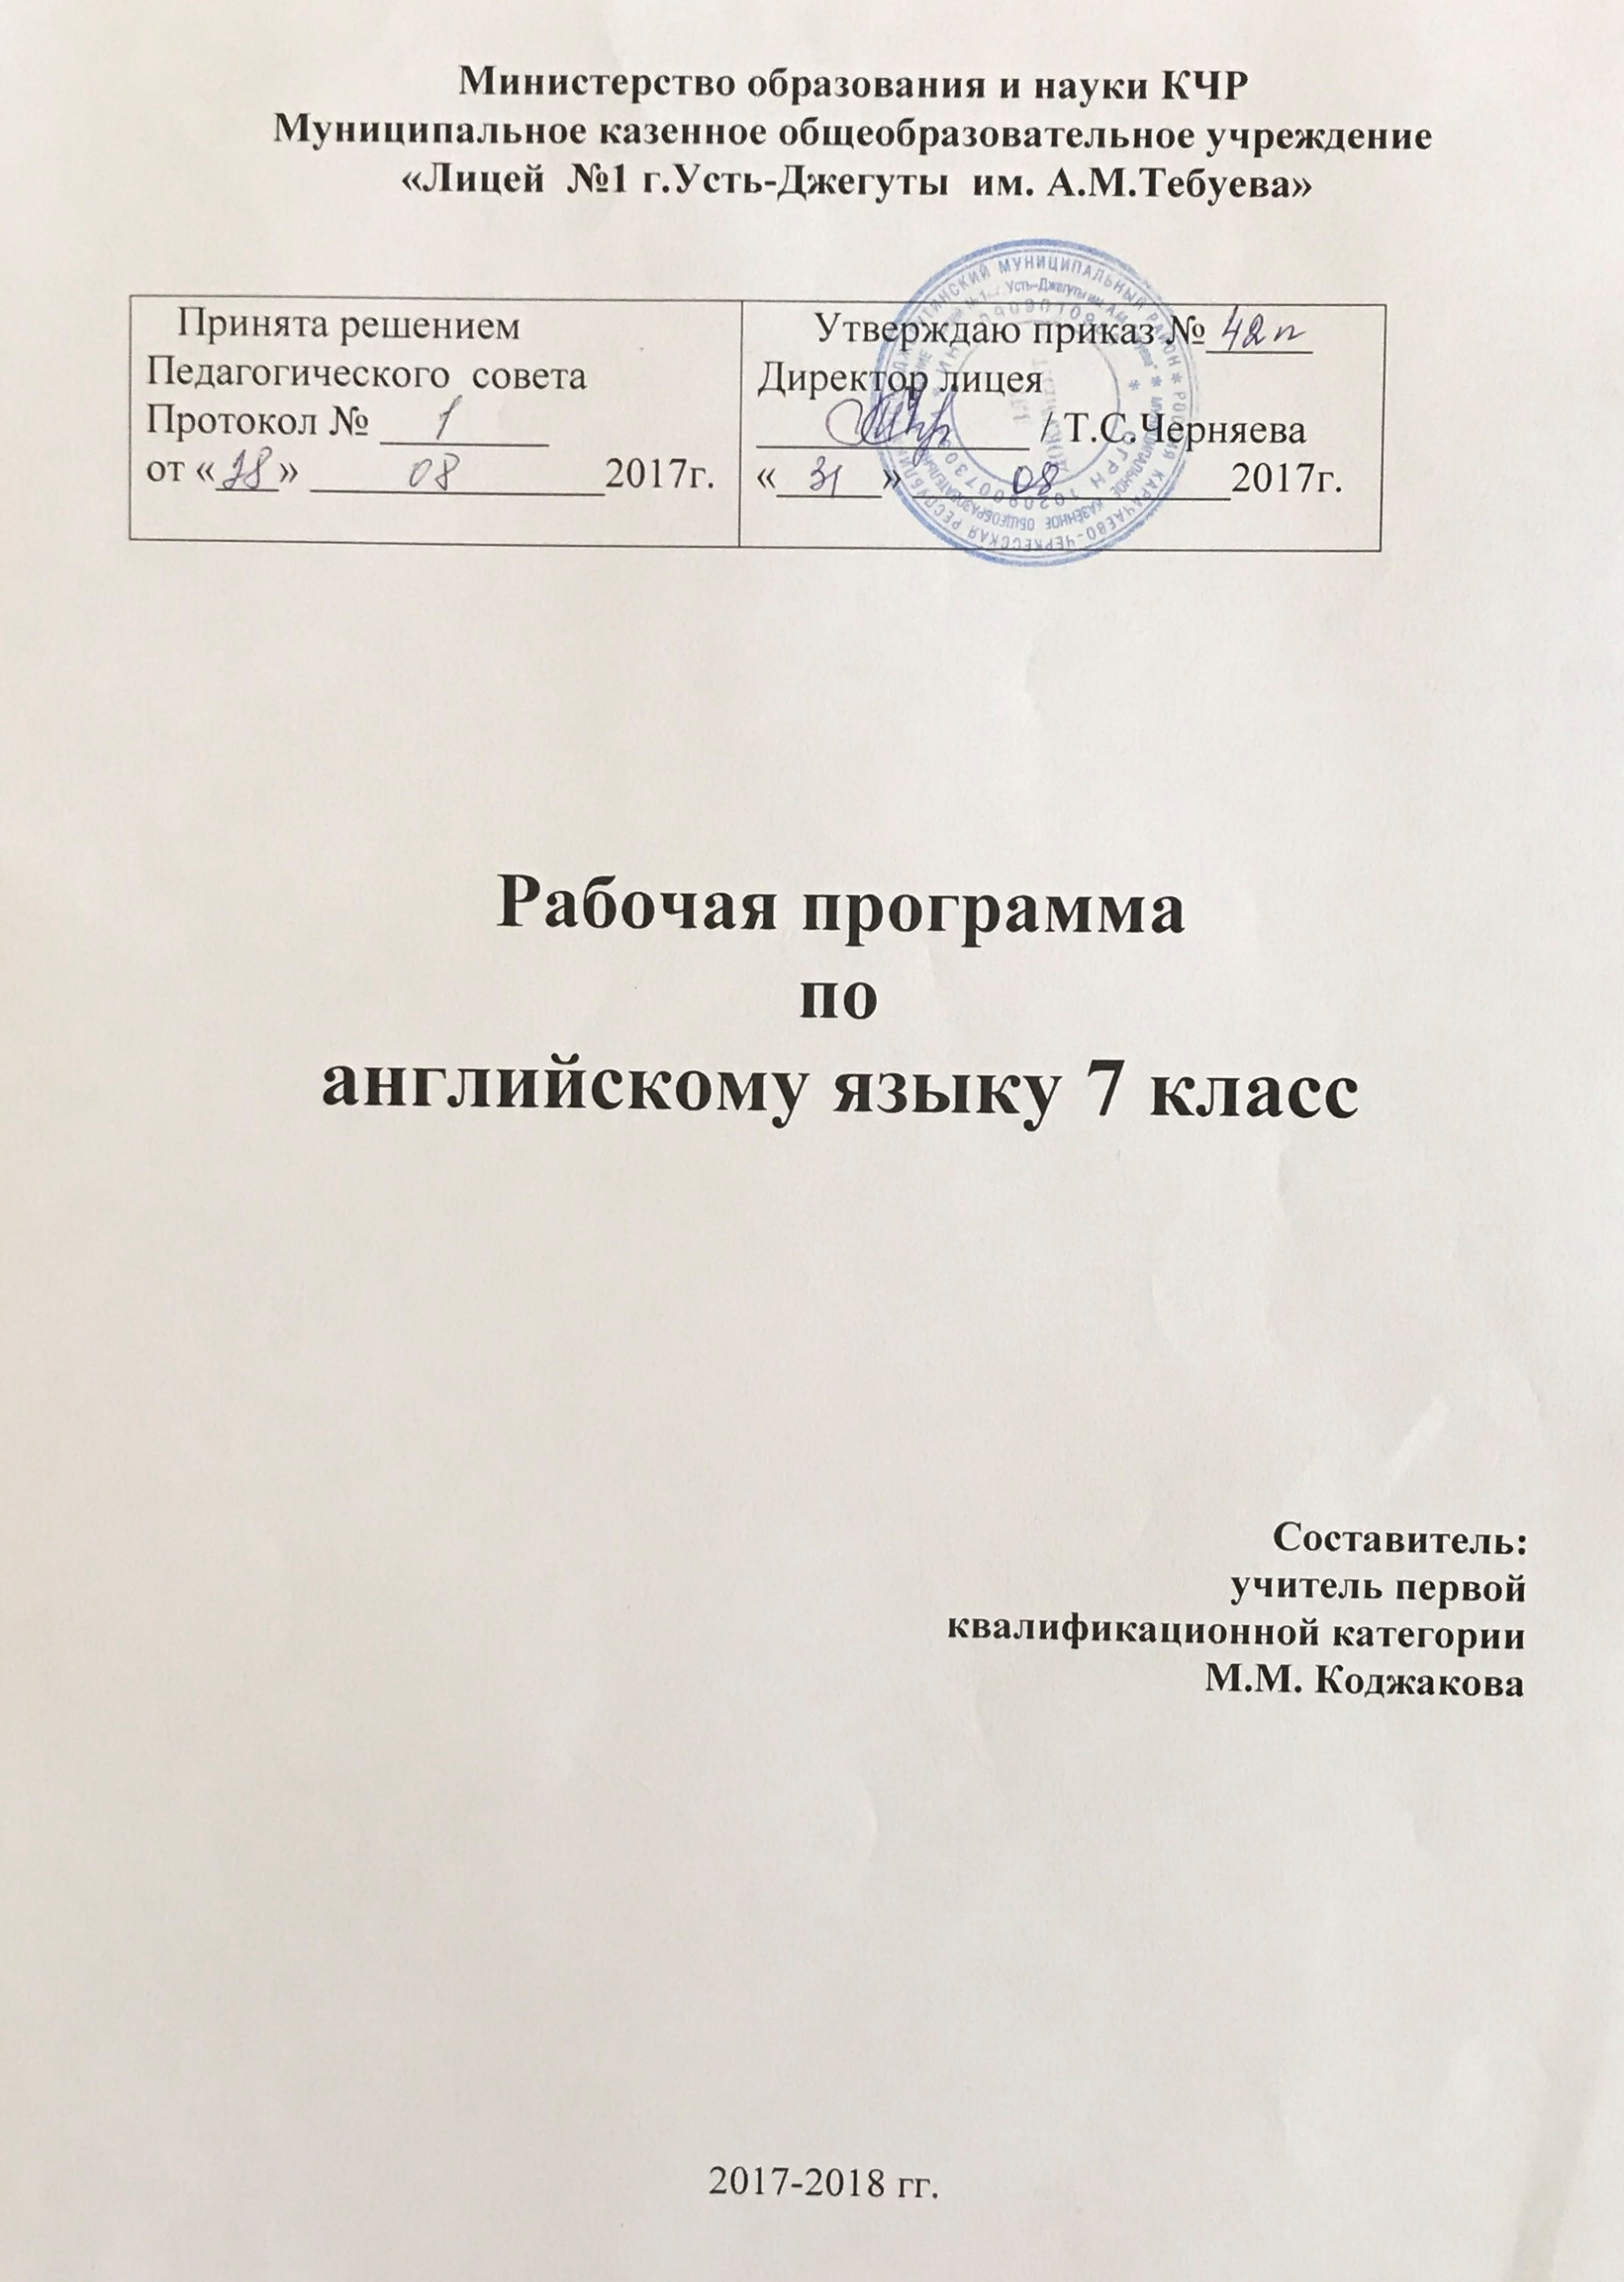 Министерство образования и науки КЧР
Муниципальное казенное общеобразовательное учреждение
«Лицей №1 г.Усть-Джегуты им. А.М.Тебуева»
Принята решением
Педагогического совета
Протокол № 1
от «28» 08 2017г.
Утверждаю приказ № 42п
Директор лицея
/ Т.С.Черняева
«31» 08 2017г.
Рабочая программа
по
английскому языку 7 класс
Составитель:
учитель первой
квалификационной категории
М.М. Коджакова
2017-2018 гг.